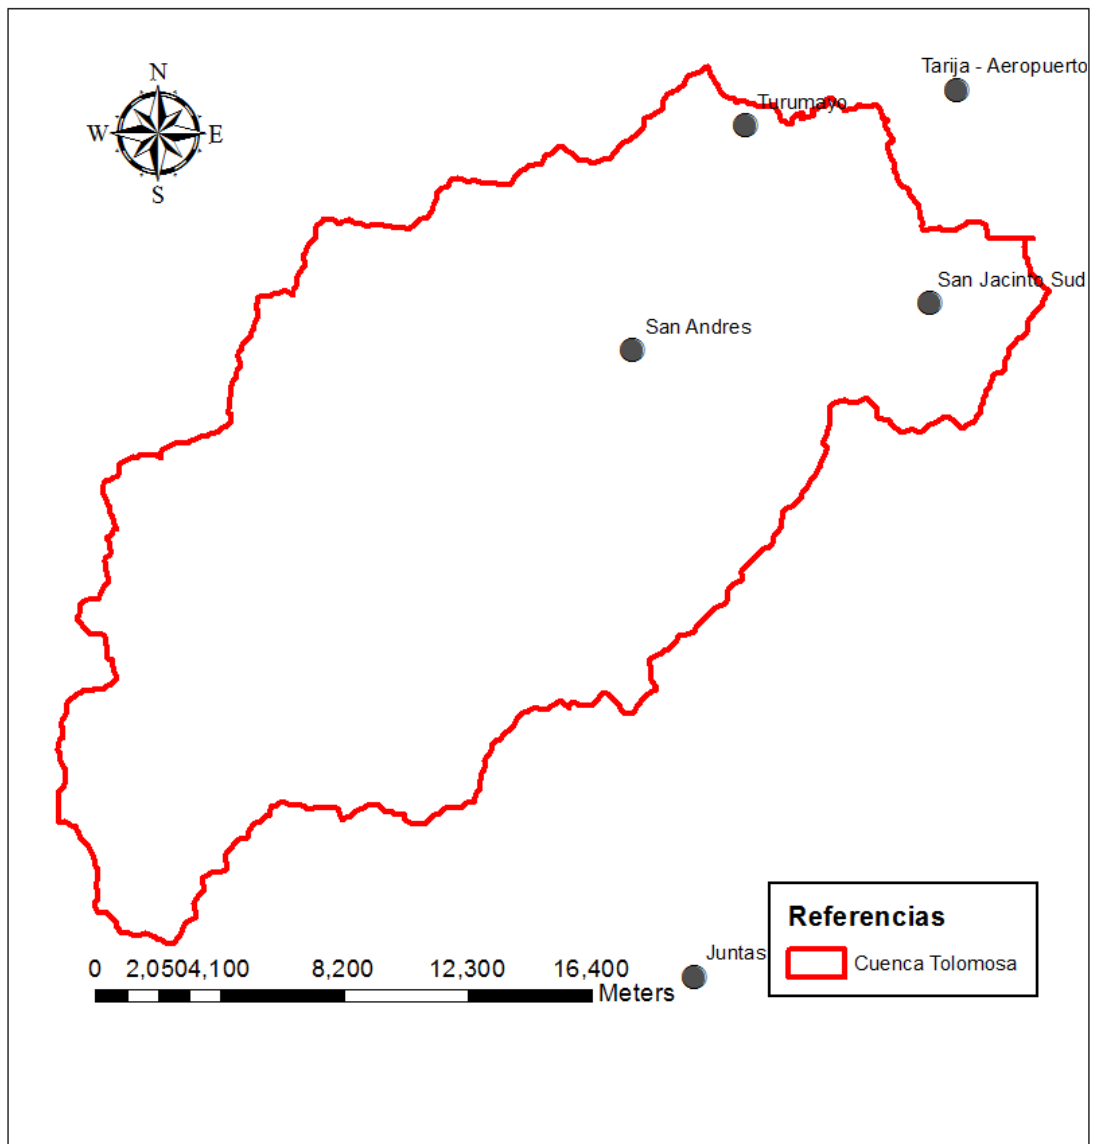 N
Tarija - Aeropuerto
Turumayo
W
E
S
San Jacinto Sud
San Andres
Referencias
Juntas
Cuenca Tolomosa
0 2,0504,100 8,200 12,300 16,400
Meters